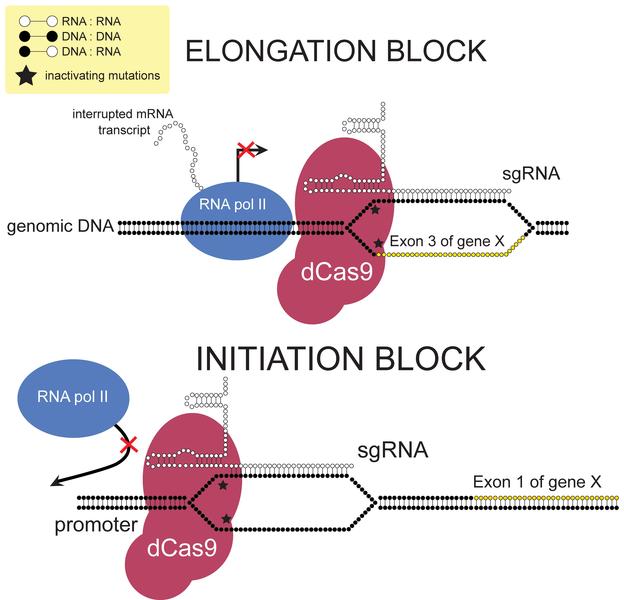 RNA : RNA
DNA : DNA
DNA : RNA
inactivating mutations
ELONGATION BLOCK
interrupted mRNA
transcript
sgRNA
RNA pol II
genomic DNA
Exon 3 of gene X
dCas9
INITIATION BLOCK
RNA pol II
sgRNA
Exon 1 of gene X
promoter
dCas9